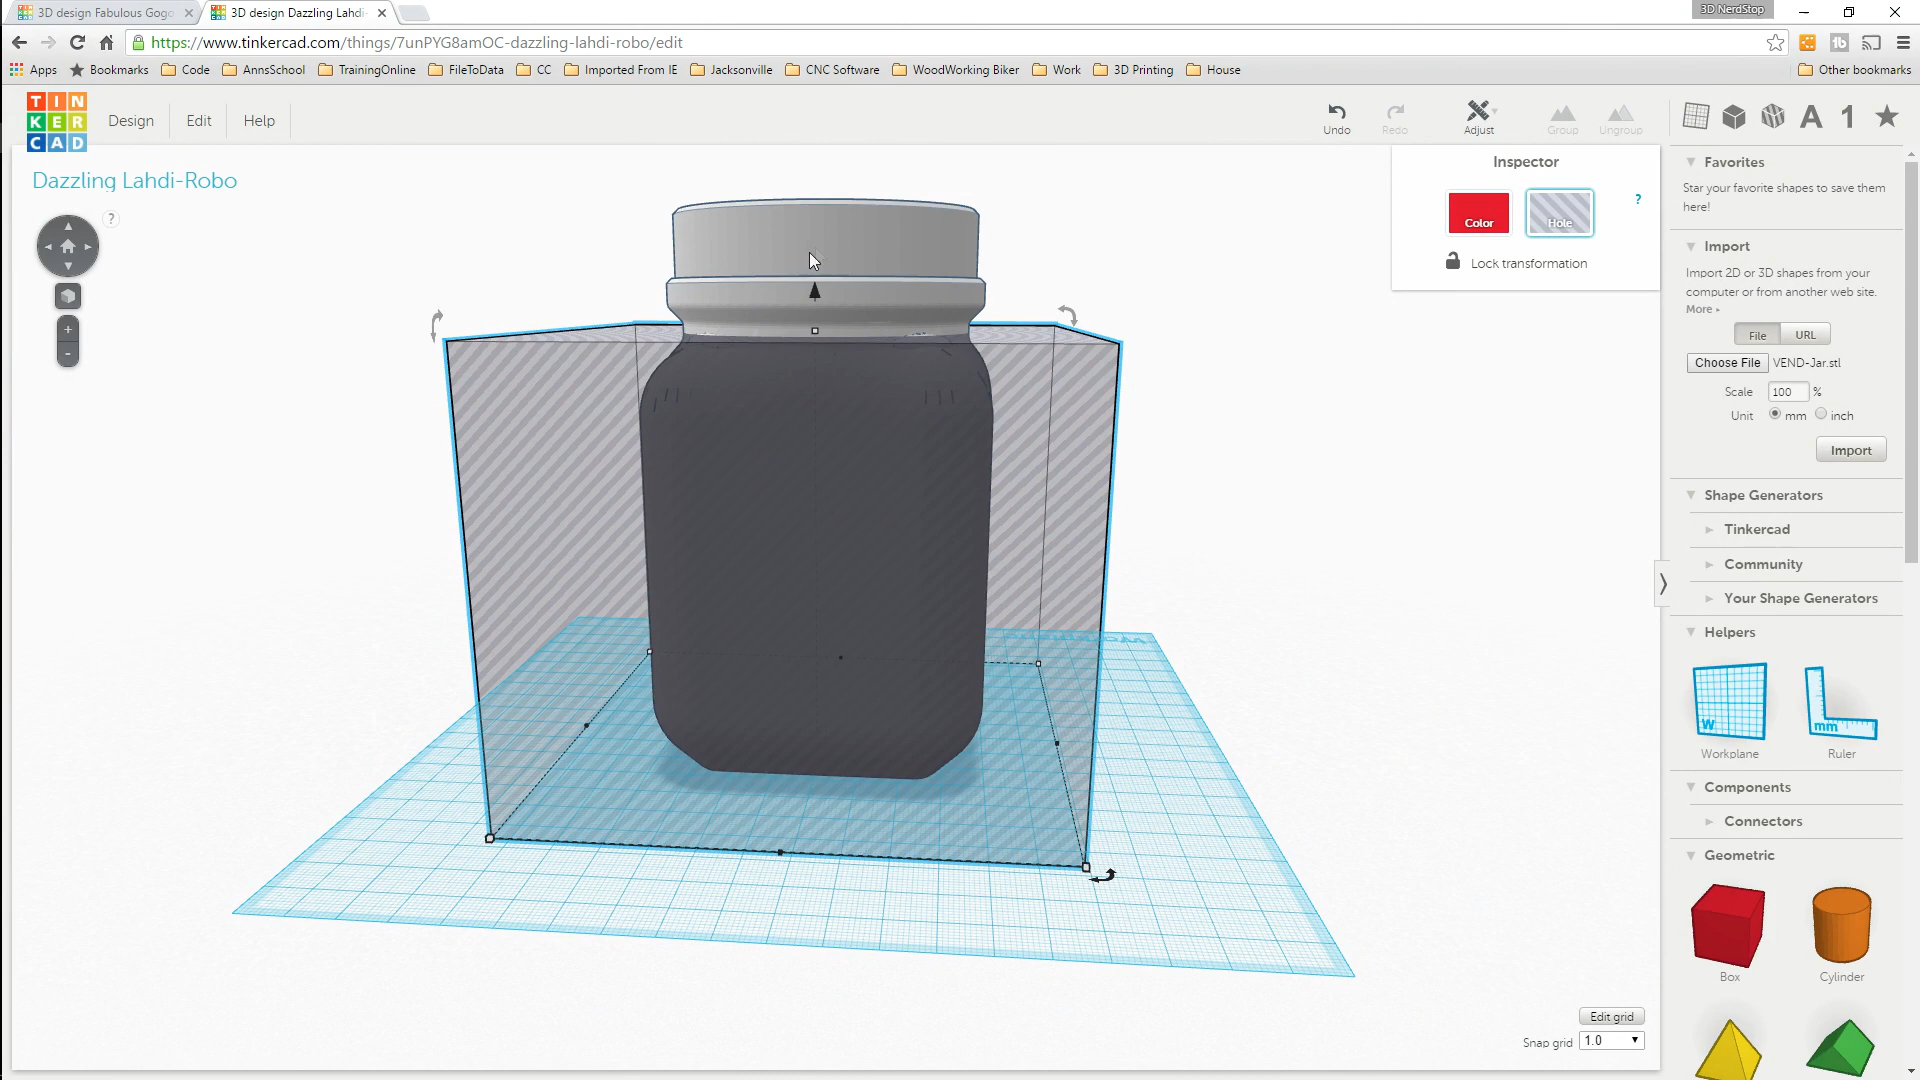 3D design Fabulous Gogo
3D design Dazzling Lahdi-
3D NerdStop
https://www.tinkercad.com/things/7unPYG8amOC-dazzling-lahdi-robo/edit
Apps Bookmarks Code AnnsSchool TrainingOnline FileToData CC Imported From IE Jacksonville CNC Software WoodWorking Biker Work 3D Printing House Other bookmarks
TIN
KER
CAD
Design Edit Help
Undo Redo Adjust Group Ungroup
A 1
Dazzling Lahdi-Robo
?
Inspector
Color
Hole
?
Lock transformation
Favorites
Star your favorite shapes to save them
here!
Import
Import 2D or 3D shapes from your
computer or from another web site.
More
File URL
Choose File VEND-Jar.stl
Scale 100 %
Unit mm inch
Import
Shape Generators
Tinkercad
Community
Your Shape Generators
Helpers
W
mm
Workplane Ruler
Components
Connectors
Geometric
Box Cylinder
Edit grid
Snap grid 1.0